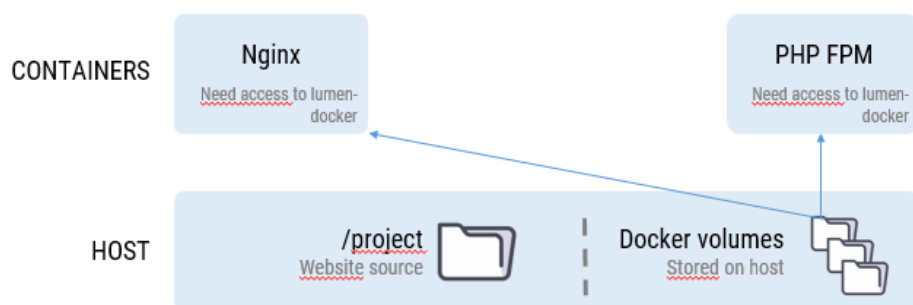 CONTAINERS
Nginx
Need access to lumen-
docker
PHP FPM
Need access to lumen-
docker
HOST
/project
Website source
Docker volumes
Stored on host